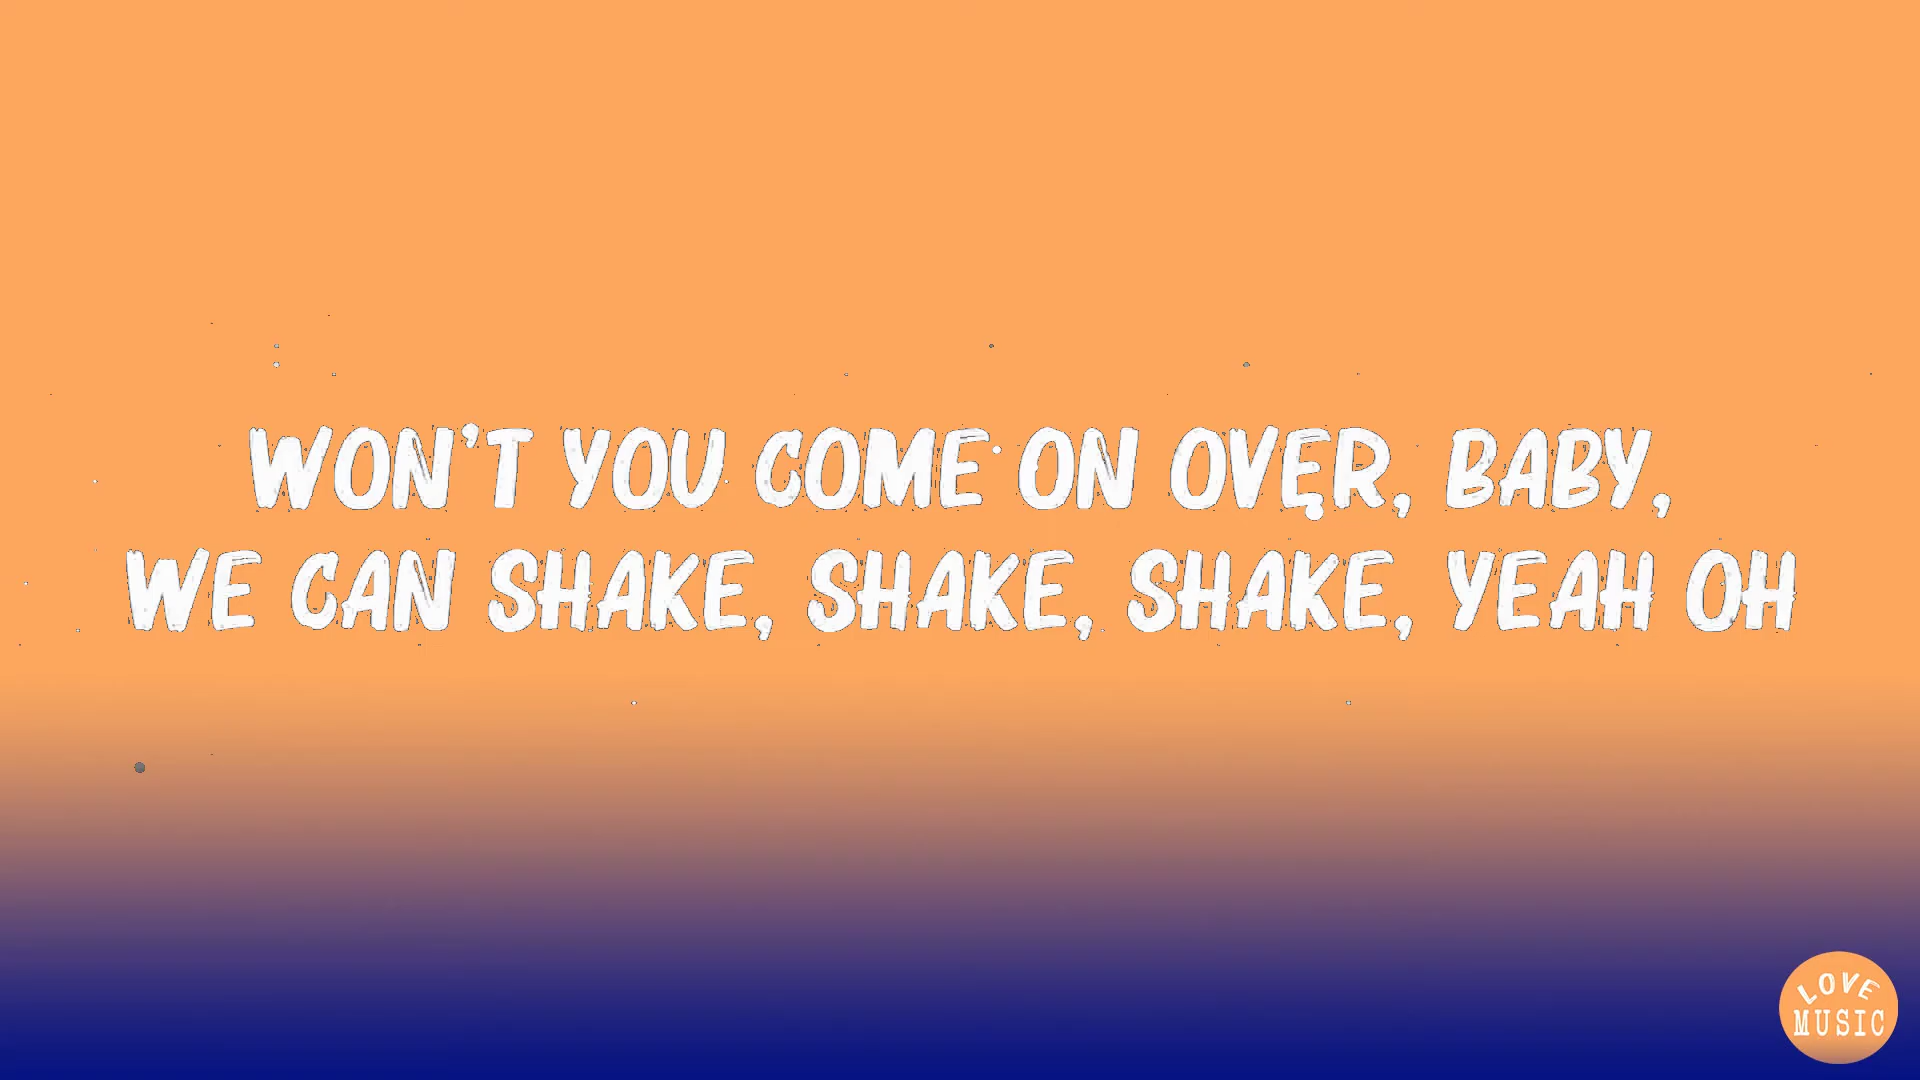 WON'T YOU COME ON OVER, BABY,
WE CAN SHAKE, SHAKE, SHAKE, YEAH OH
LOVE
MUSIC